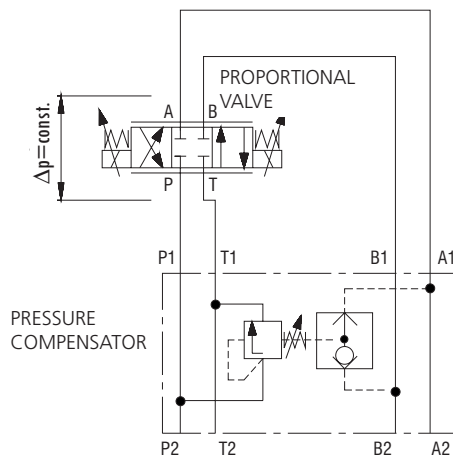 PROPORTIONAL
VALVE
A B
Δp=const.
P T
P1 T1 B1 A1
PRESSURE
COMPENSATOR
P2 T2 B2 A2